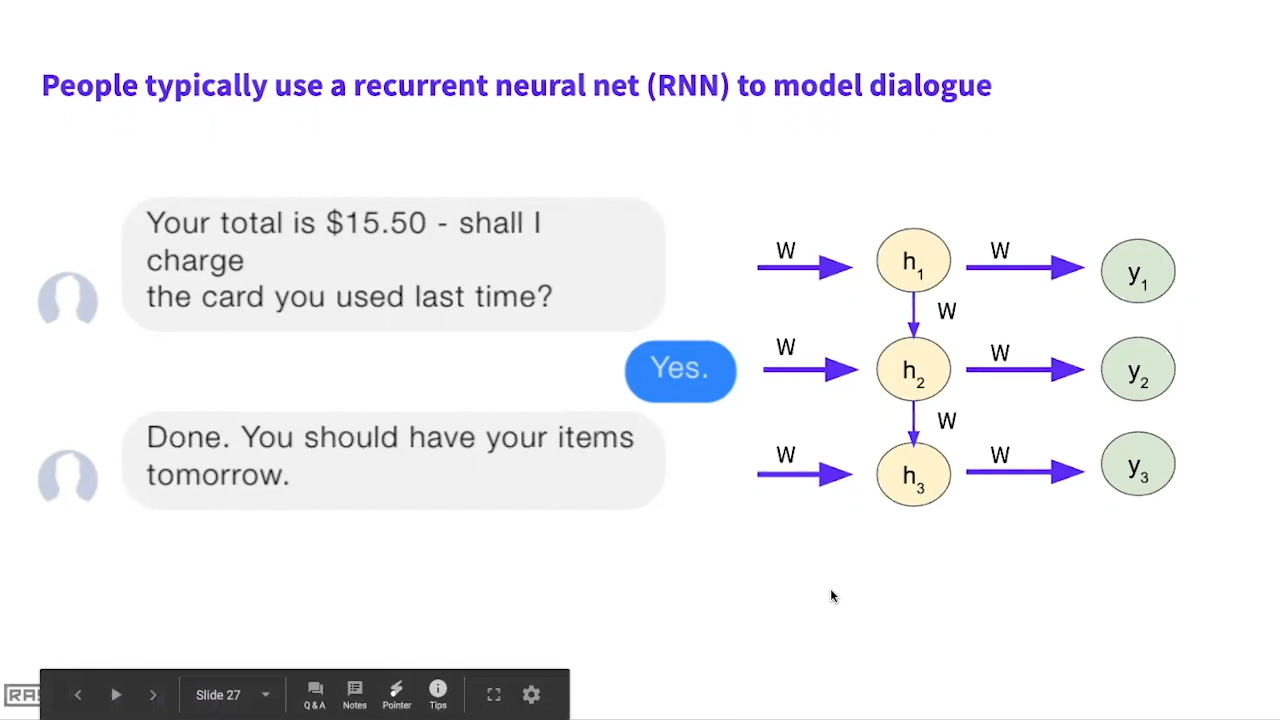 People typically use a recurrent neural net (RNN) to model dialogue
Your total is $15.50 - shall I
charge
the card you used last time?
Yes.
Done. You should have your items
tomorrow.
W
h1
W
y1
W
W
h2
W
y2
W
W
h3
W
y3
Slide 27
Q & A
Notes
Pointer
Tips